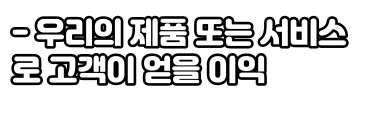 - 우리의 제품 또는 서비스
로 고객이 얻을 이익